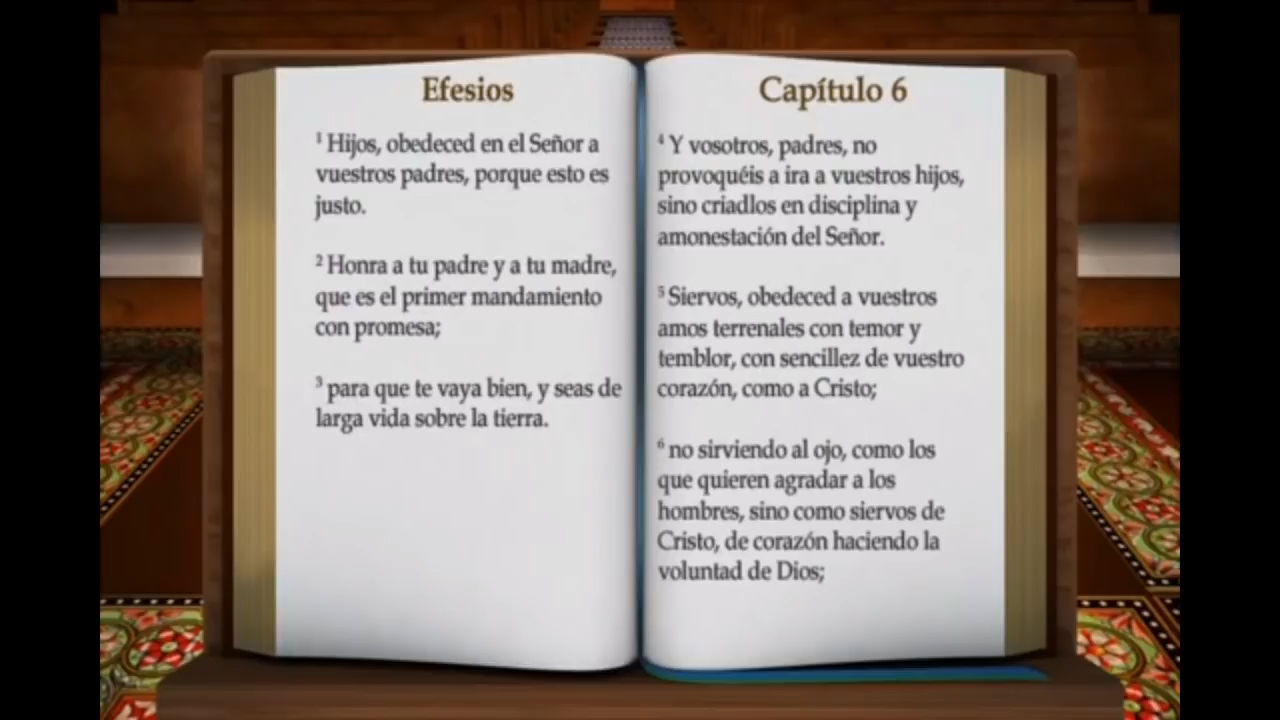 Efesios
1 Hijos, obedeced en el Señor a
vuestros padres, porque esto es
justo.
2 Honra a tu padre y a tu madre,
que es el primer mandamiento
con promesa;
3 para que te vaya bien, y seas de
larga vida sobre la tierra.
Capítulo 6
4 Y vosotros, padres, no
provoquéis a ira a vuestros hijos,
sino criadlos en disciplina y
amonestación del Señor.
5 Siervos, obedeced a vuestros
amos terrenales con temor y
temblor, con sencillez de vuestro
corazón, como a Cristo;
6 no sirviendo al ojo, como los
que quieren agradar a los
hombres, sino como siervos de
Cristo, de corazón haciendo la
voluntad de Dios;